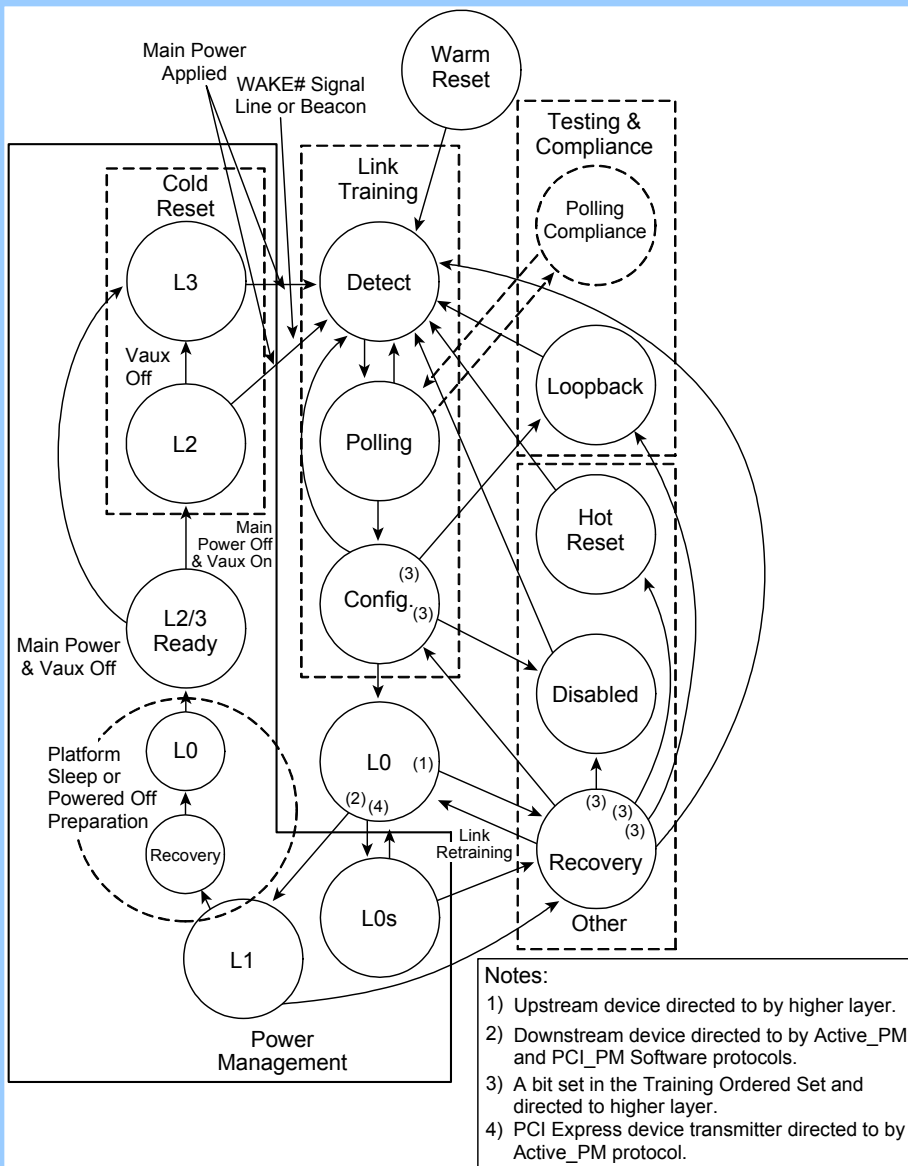 Main Power
Applied
WAKE# Signal
Line or Beacon
Warm
Reset
Testing &
Compliance
Link
Training
Cold
Reset
Polling
Compliance
L3
Detect
Vaux
Off
Loopback
L2
Polling
Main
Power Off
& Vaux On
Hot
Reset
(3)
Config.
(3)
L2/3
Ready
Main Power
& Vaux Off
Disabled
L0
Platform
Sleep or
Powered Off
Preparation
L0
(1)
(2)
(4)
(3)
(3)
(3)
Link
Retraining
Recovery
Recovery
L0s
Other
L1
Power
Management
Notes:
1) Upstream device directed to by higher layer.
2) Downstream device directed to by Active_PM
and PCI_PM Software protocols.
3) A bit set in the Training Ordered Set and
directed to higher layer.
4) PCI Express device transmitter directed to by
Active_PM protocol.